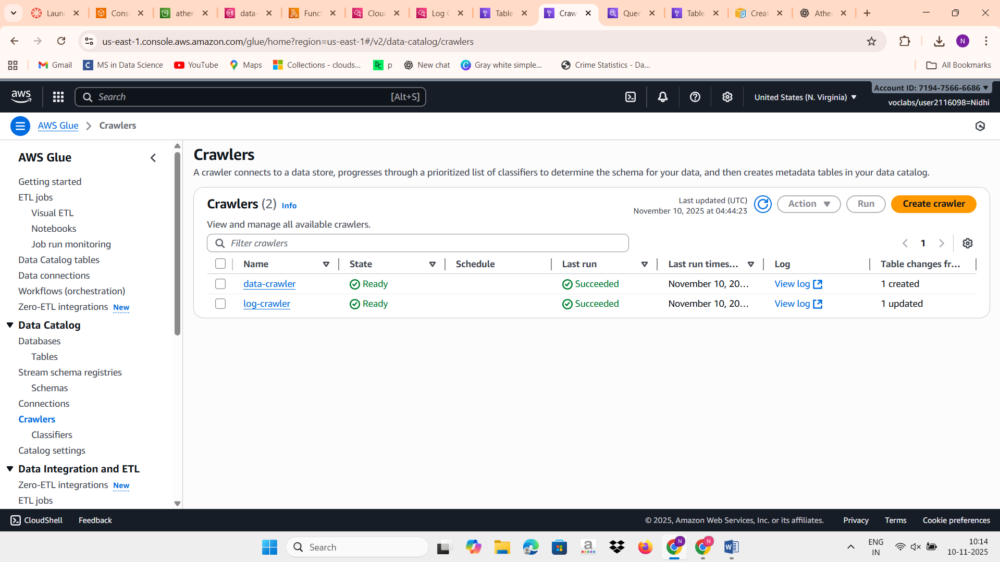 Laun
Cons
ather
data-
Funct
Cloud
Log G
Table
Craw
Quer
Table
Creat
Athe
us-east-1.console.aws.amazon.com/glue/home?region=us-east-1#/v2/data-catalog/crawlers
N
Gmail
MS in Data Science
YouTube
Maps
Collections - clouds...
p
New chat
Gray white simple...
Crime Statistics - Da...
All Bookmarks
aws
Search
[Alt+S]
United States (N. Virginia)
Account ID: 7194-7566-6686
voclabs/user2116098=Nidhi
AWS Glue
Crawlers
AWS Glue
Getting started
ETL jobs
Visual ETL
Notebooks
Job run monitoring
Data Catalog tables
Data connections
Workflows (orchestration)
Zero-ETL integrations New
Data Catalog
Databases
Tables
Stream schema registries
Schemas
Connections
Crawlers
Classifiers
Catalog settings
Data Integration and ETL
Zero-ETL integrations New
ETL jobs
Crawlers
A crawler connects to a data store, progresses through a prioritized list of classifiers to determine the schema for your data, and then creates metadata tables in your data catalog.
Crawlers (2) Info
Last updated (UTC)
November 10, 2025 at 04:44:23
Action
Run
Create crawler
View and manage all available crawlers.
Filter crawlers
1
Name State Schedule Last run Last run times... Log Table changes fr...
data-crawler Ready Succeeded November 10, 20... View log 1 created
log-crawler Ready Succeeded November 10, 20... View log 1 updated
CloudShell
Feedback
© 2025, Amazon Web Services, Inc. or its affiliates.
Privacy
Terms
Cookie preferences
Search
ENG
IN
10:14
10-11-2025